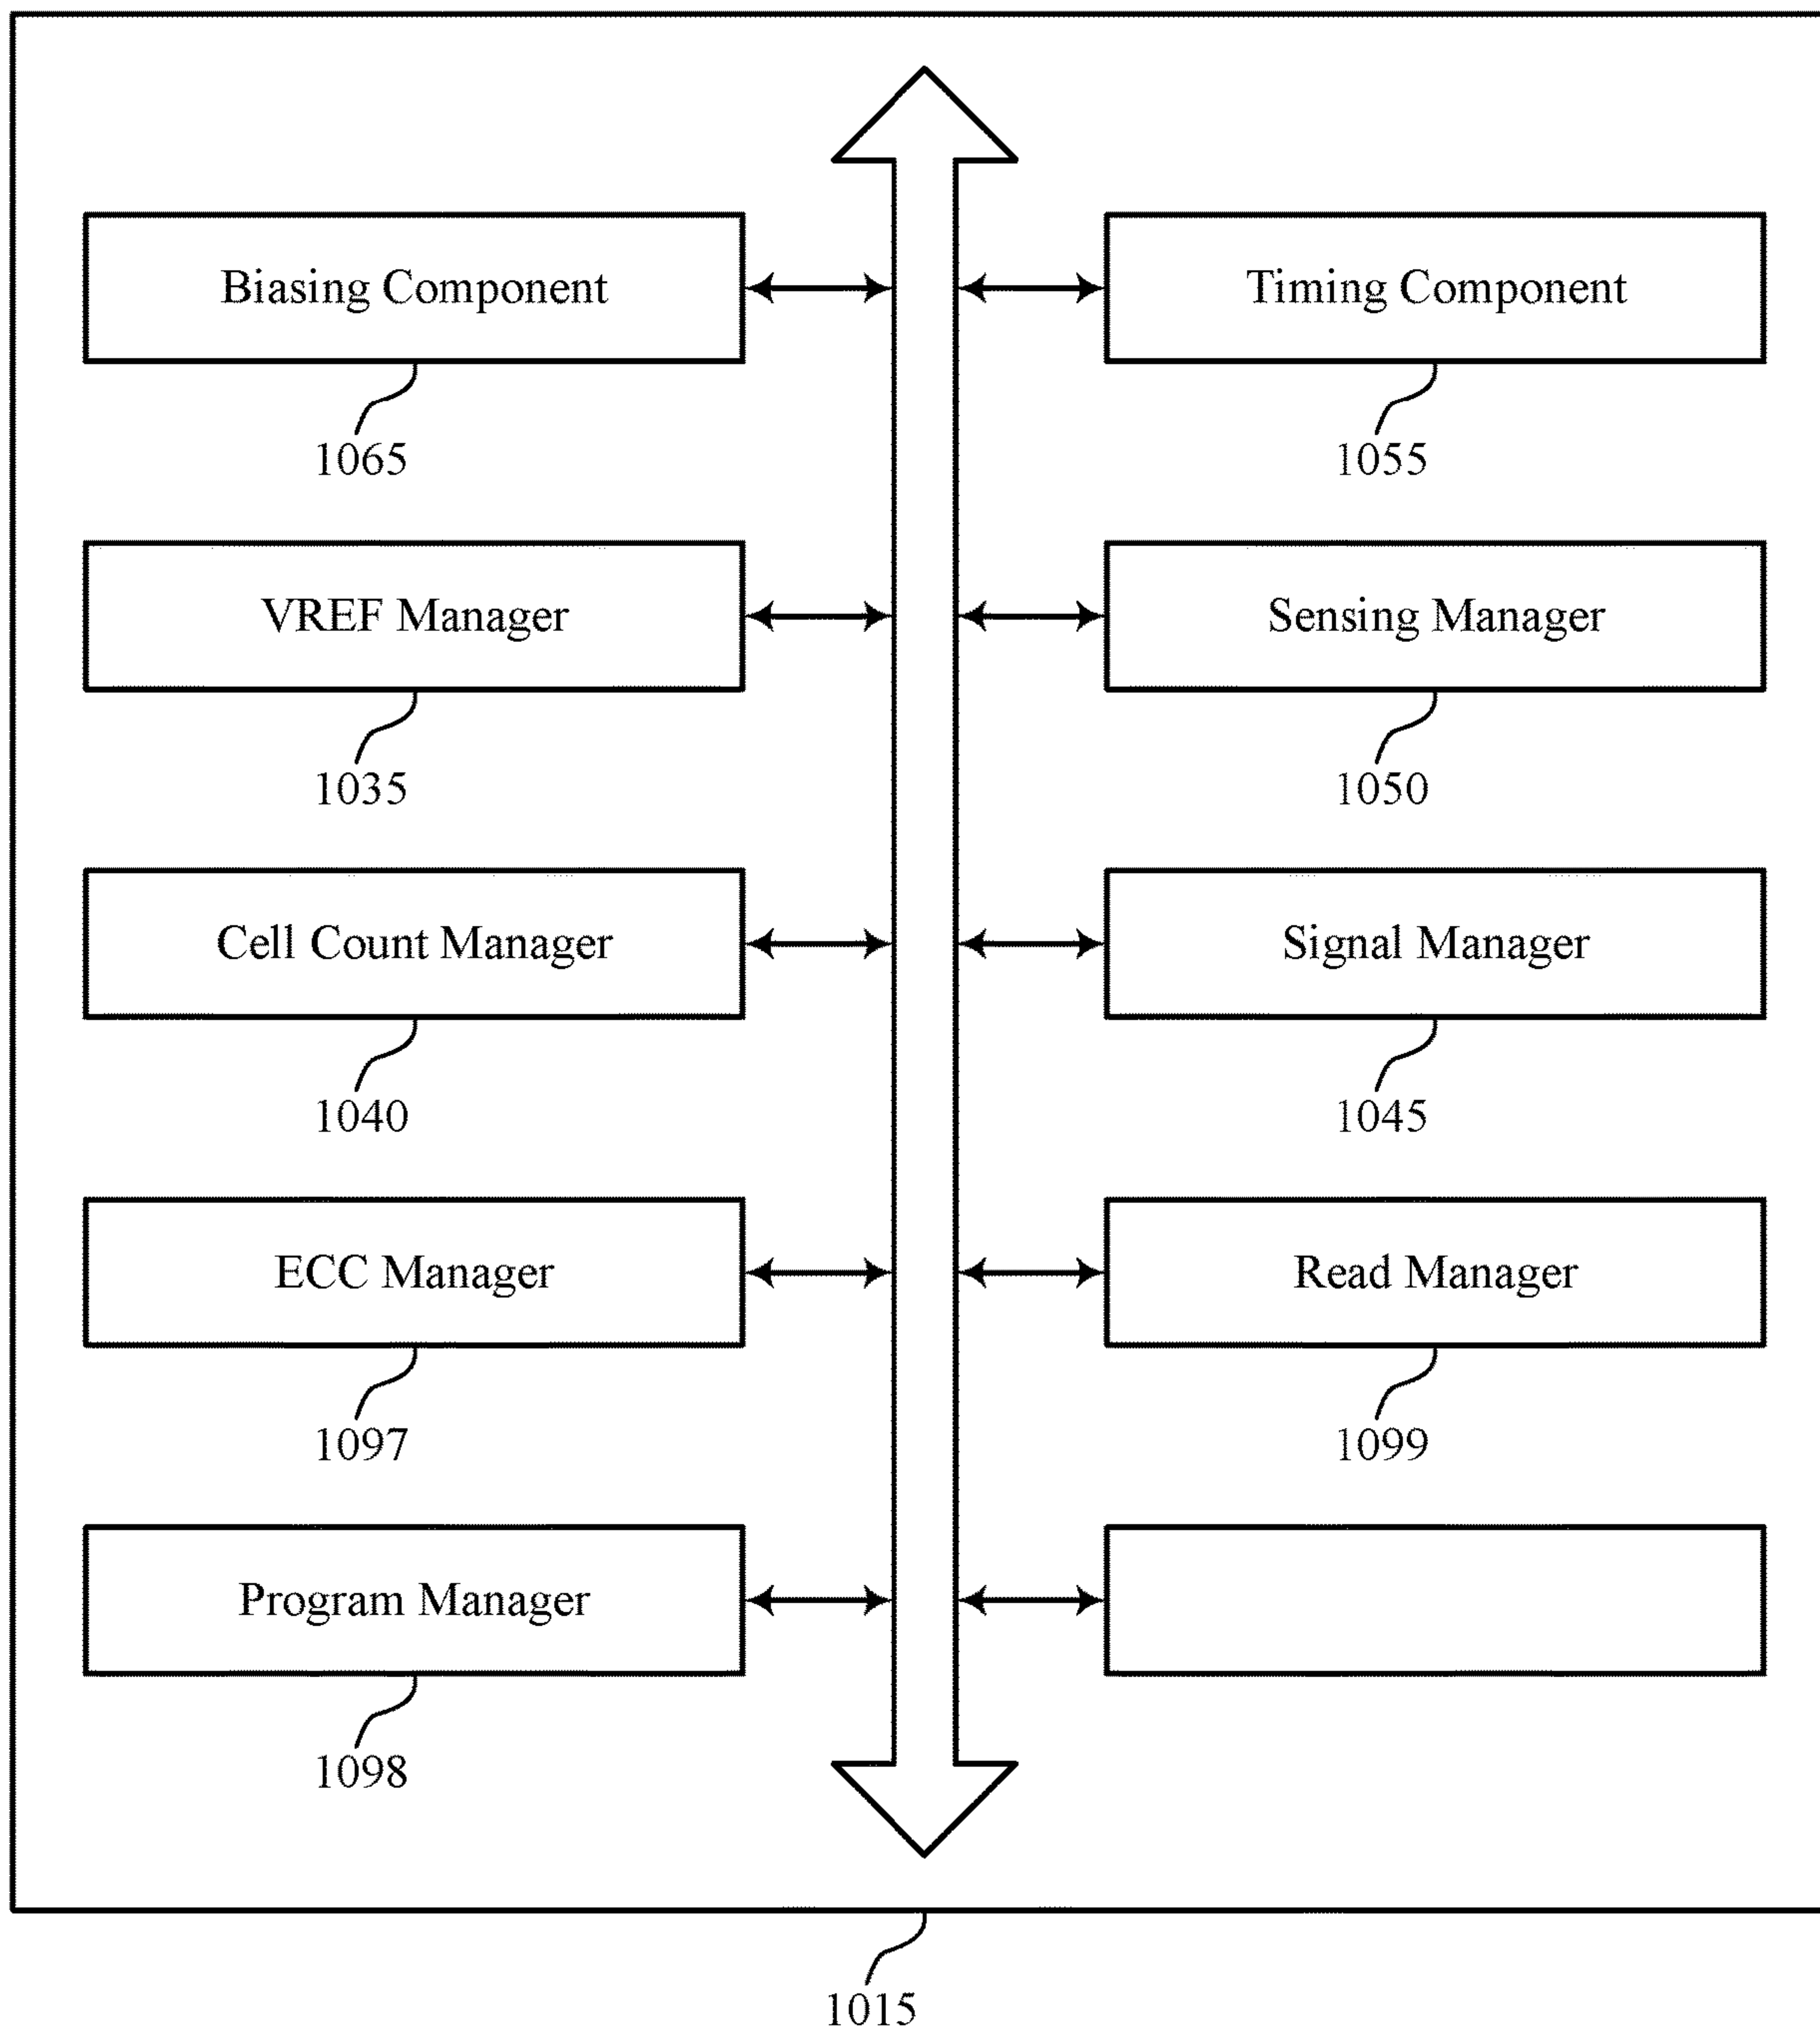 Biasing Component
Timing Component
1065
1055
VREF Manager
Sensing Manager
1035
1050
Cell Count Manager
Signal Manager
1040
1045
ECC Manager
Read Manager
1097
1099
Program Manager
1098
1015